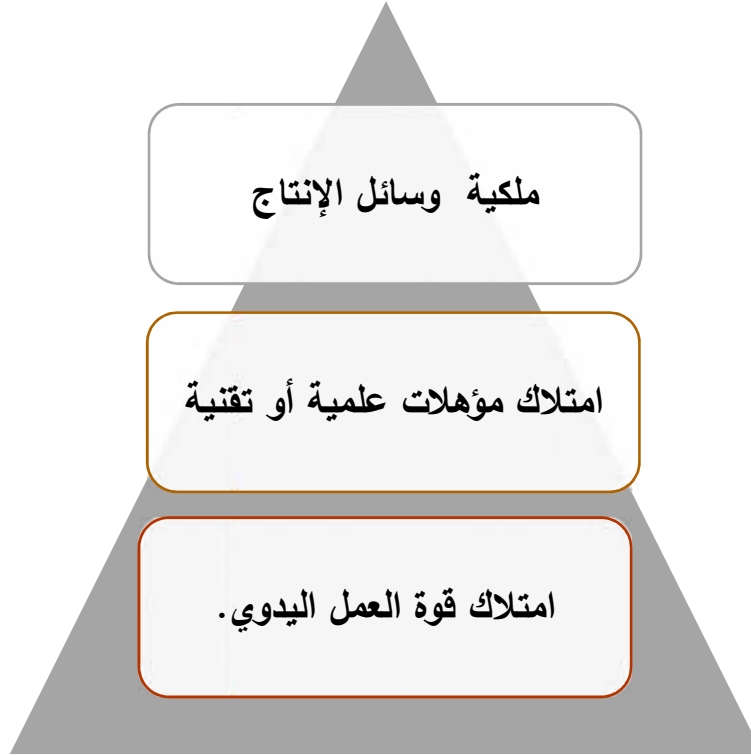 ملكية وسائل الإنتاج
امتلاك مؤهلات علمية أو تقنية
امتلاك قوة العمل اليدوي.